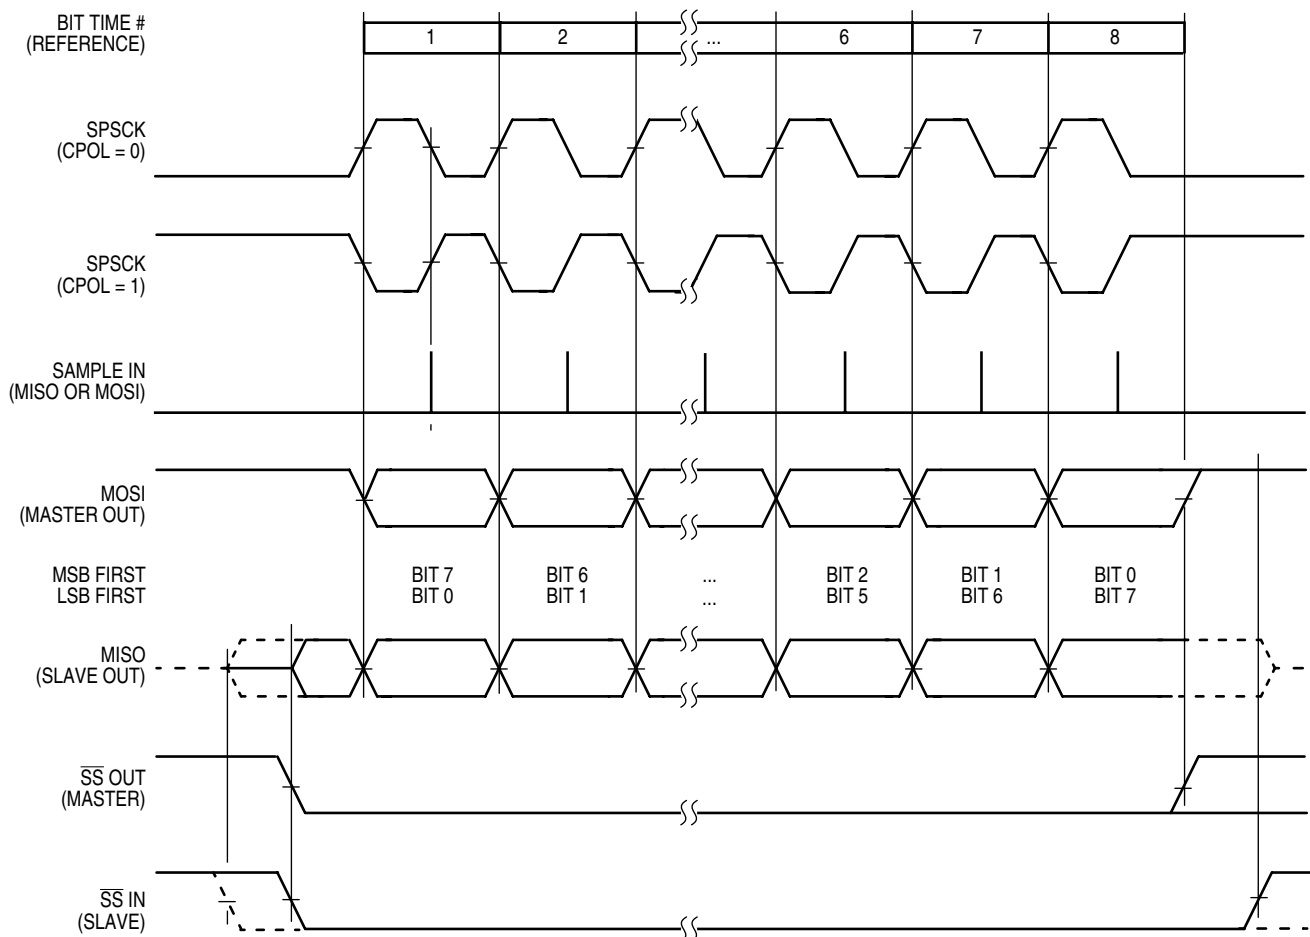 BIT TIME #
(REFERENCE)
1 2 ... 6 7 8
SPSCK
(CPOL = 0)
SPSCK
(CPOL = 1)
SAMPLE IN
(MISO OR MOSI)
MOSI
(MASTER OUT)
MSB FIRST BIT 7 BIT 6 ... BIT 2 BIT 1 BIT 0
LSB FIRST BIT 0 BIT 1 ... BIT 5 BIT 6 BIT 7
MISO
(SLAVE OUT)
S̅S̅ OUT
(MASTER)
S̅S̅ IN
(SLAVE)